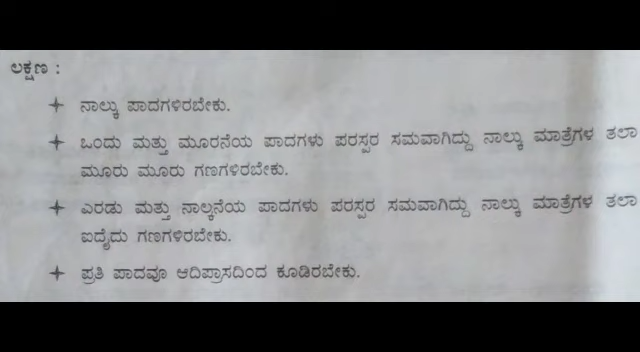 ಲಕ್ಷಣ :
✦ ನಾಲ್ಕು ಪಾದಗಳಿರಬೇಕು.
✦ ಒಂದು ಮತ್ತು ಮೂರನೆಯ ಪಾದಗಳು ಪರಸ್ಪರ ಸಮವಾಗಿದ್ದು ನಾಲ್ಕು ಮಾತ್ರೆಗಳ ತಲಾ
ಮೂರು ಮೂರು ಗಣಗಳಿರಬೇಕು.
✦ ಎರಡು ಮತ್ತು ನಾಲ್ಕನೆಯ ಪಾದಗಳು ಪರಸ್ಪರ ಸಮವಾಗಿದ್ದು ನಾಲ್ಕು ಮಾತ್ರೆಗಳ ತಲಾ
ಐದೈದು ಗಣಗಳಿರಬೇಕು.
✦ ಪ್ರತಿ ಪಾದವೂ ಆದಿಪ್ರಾಸದಿಂದ ಕೂಡಿರಬೇಕು.